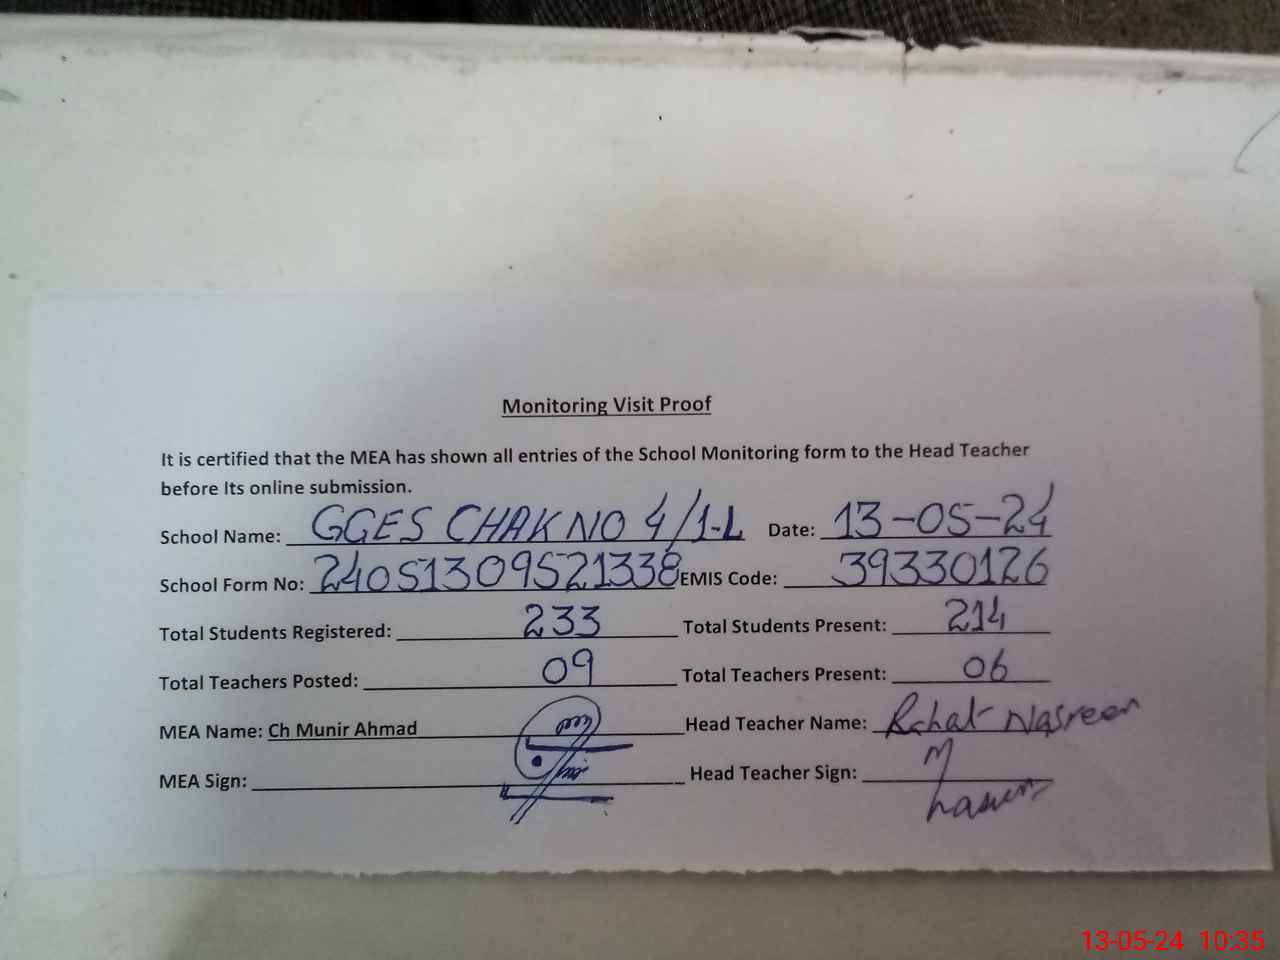 Monitoring Visit Proof
It is certified that the MEA has shown all entries of the School Monitoring form to the Head Teacher
before Its online submission.
School Name: GGES CHAK NO 4/1-L Date: 13-05-24
School Form No: 24051309521338 EMIS Code: 39330126
Total Students Registered: 233 Total Students Present: 214
Total Teachers Posted: 09 Total Teachers Present: 06
MEA Name: Ch Munir Ahmad Head Teacher Name: Rahat Nasreen
MEA Sign: Head Teacher Sign:
13-05-24 10:35